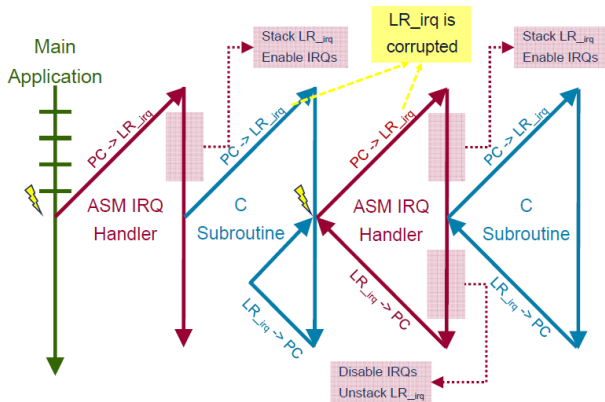 Main
Application
Stack LR_irq
Enable IRQs
LR_irq is
corrupted
Stack LR_irq
Enable IRQs
PC -> LR_irq
PC -> LR_irq
PC -> LR_irq
PC -> LR_irq
ASM IRQ
Handler
C
Subroutine
ASM IRQ
Handler
C
Subroutine
LR_irq -> PC
LR_irq -> PC
LR_irq -> PC
Disable IRQs
Unstack LR_irq